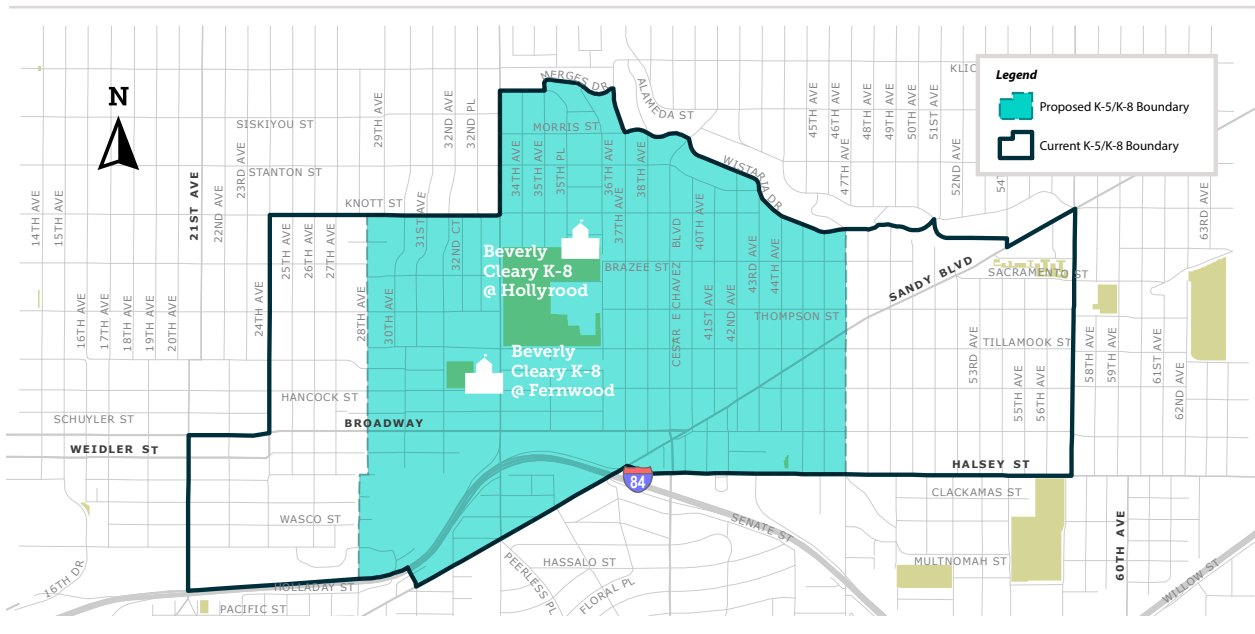 Legend
Proposed K-5/K-8 Boundary
Current K-5/K-8 Boundary
N
MERGES DR
ALAMEDA ST
SISKIYOU ST
29TH AVE
32ND AVE
32ND PL
MORRIS ST
34TH AVE
35TH AVE
35TH PL
36TH AVE
38TH AVE
WISTARIA DR
45TH AVE
46TH AVE
47TH AVE
48TH AVE
49TH AVE
50TH AVE
51ST AVE
52ND AVE
14TH AVE
15TH AVE
21ST AVE
22ND AVE
23RD AVE
STANTON ST
KNOTT ST
31ST AVE
32ND CT
37TH AVE
40TH AVE
63RD AVE
24TH AVE
25TH AVE
26TH AVE
27TH AVE
28TH AVE
30TH AVE
Beverly
Cleary K-8
@ Hollyrood
BRAZEE ST
CESAR E CHAVEZ BLVD
41ST AVE
42ND AVE
43RD AVE
44TH AVE
THOMPSON ST
SANDY BLVD
SACRAMENTO ST
16TH AVE
17TH AVE
18TH AVE
19TH AVE
20TH AVE
TILLAMOOK ST
53RD AVE
55TH AVE
56TH AVE
58TH AVE
59TH AVE
61ST AVE
62ND AVE
Beverly
Cleary K-8
@ Fernwood
HANCOCK ST
SCHUYLER ST
BROADWAY
WEIDLER ST
HALSEY ST
84
CLACKAMAS ST
WASCO ST
SENATE ST
60TH AVE
HASSALO ST
MULTNOMAH ST
16TH DR
HOLLADAY ST
PEERLESS PL
FLORAL PL
WILLOW ST
PACIFIC ST